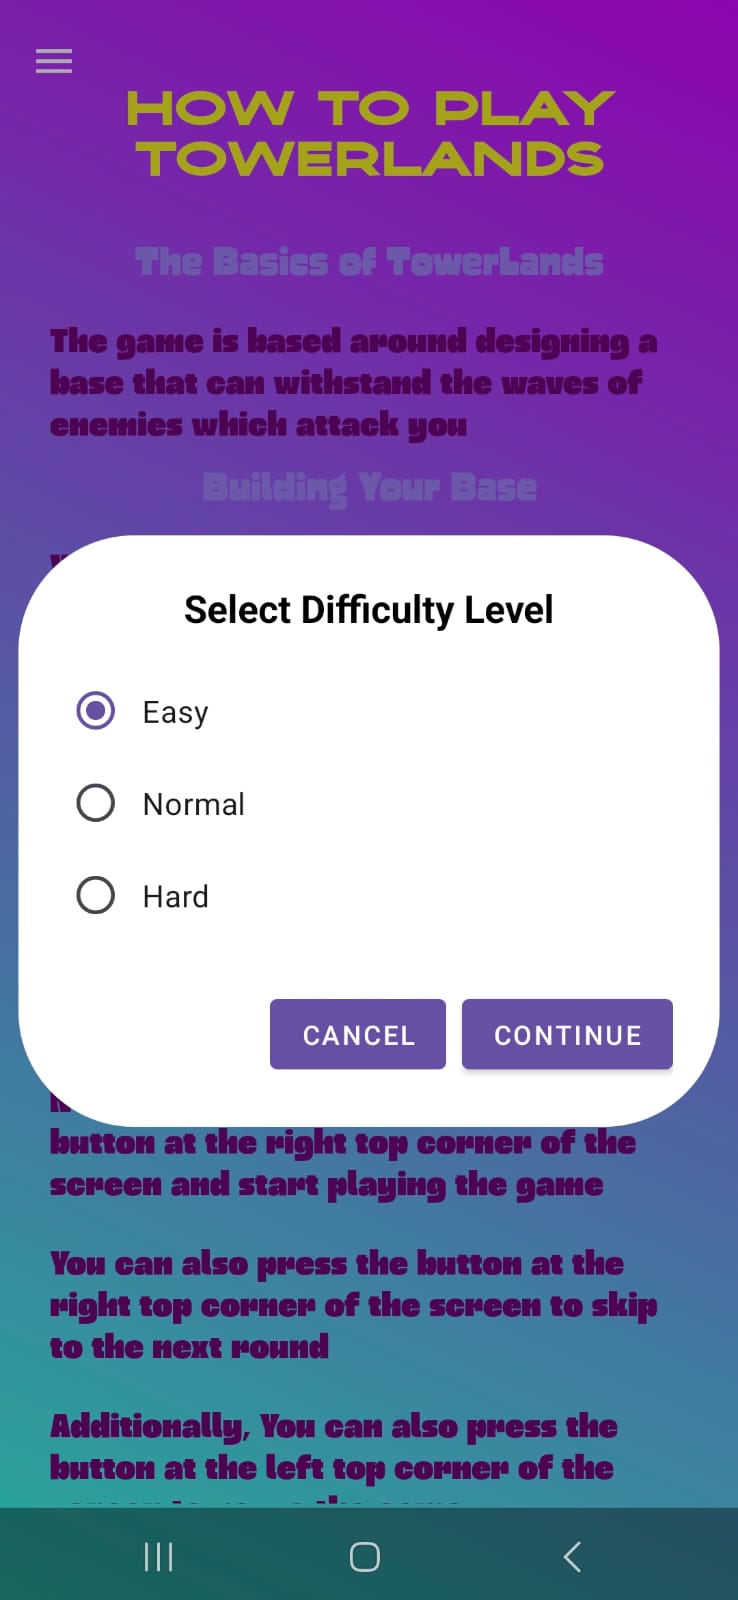 HOW TO PLAY
TOWERLANDS
The Basics of TowerLands
The game is based around designing a
base that can withstand the waves of
enemies which attack you
Building Your Base
Select Difficulty Level
Easy
Normal
Hard
CANCEL
CONTINUE
button at the right top corner of the
screen and start playing the game
You can also press the button at the
right top corner of the screen to skip
to the next round
Additionally, You can also press the
button at the left top corner of the